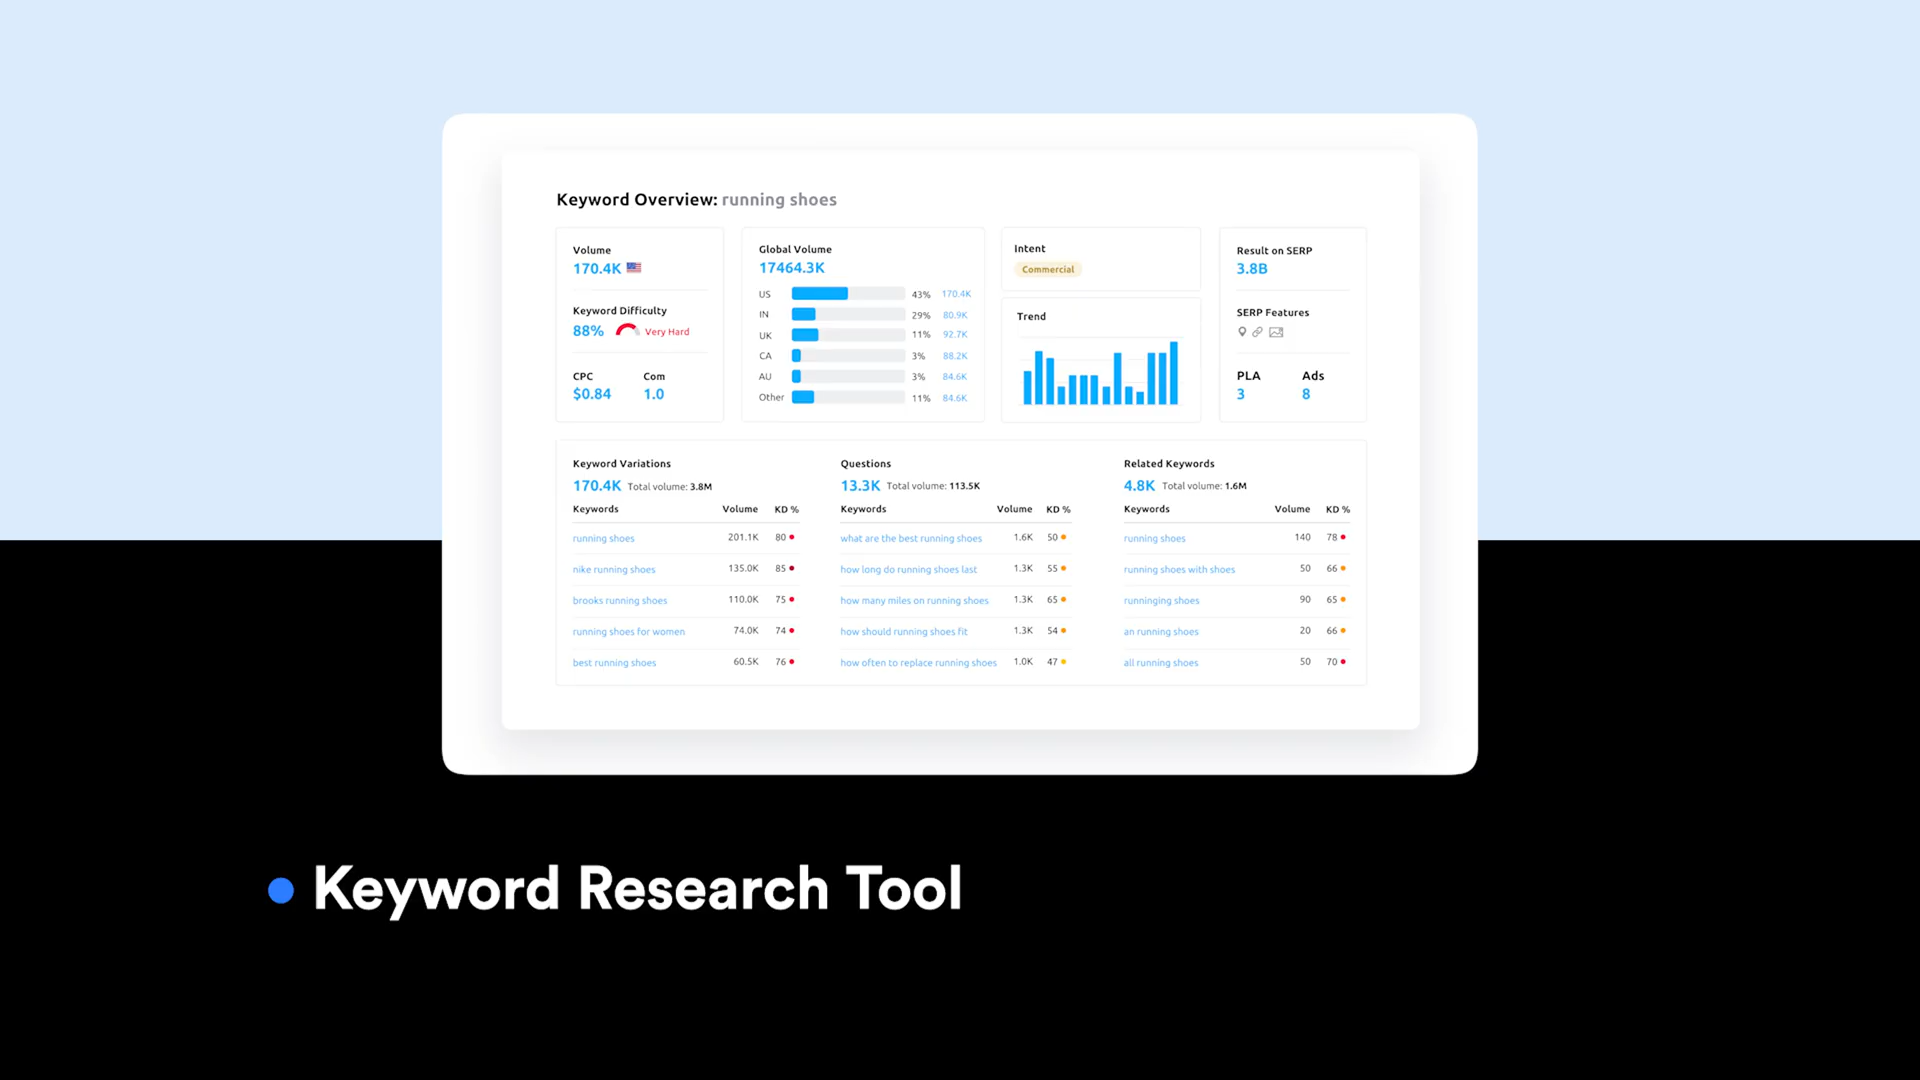 Keyword Overview: running shoes
Volume
170.4K
Keyword Difficulty
88% Very Hard
CPC Com
$0.84 1.0
Global Volume
17464.3K
US 43% 170.4K
IN 29% 80.9K
UK 11% 92.7K
CA 3% 88.2K
AU 3% 84.6K
Other 11% 84.6K
Intent
Commercial
Trend
Result on SERP
3.8B
SERP Features
PLA Ads
3 8
Keyword Variations
170.4K Total volume: 3.8M
Keywords Volume KD %
running shoes 201.1K 80
nike running shoes 135.0K 85
brooks running shoes 110.0K 75
running shoes for women 74.0K 74
best running shoes 60.5K 76
Questions
13.3K Total volume: 113.5K
Keywords Volume KD %
what are the best running shoes 1.6K 50
how long do running shoes last 1.3K 55
how many miles on running shoes 1.3K 65
how should running shoes fit 1.3K 54
how often to replace running shoes 1.0K 47
Related Keywords
4.8K Total volume: 1.6M
Keywords Volume KD %
running shoes 140 78
running shoes with shoes 50 66
runninging shoes 90 65
an running shoes 20 66
all running shoes 50 70
Keyword Research Tool